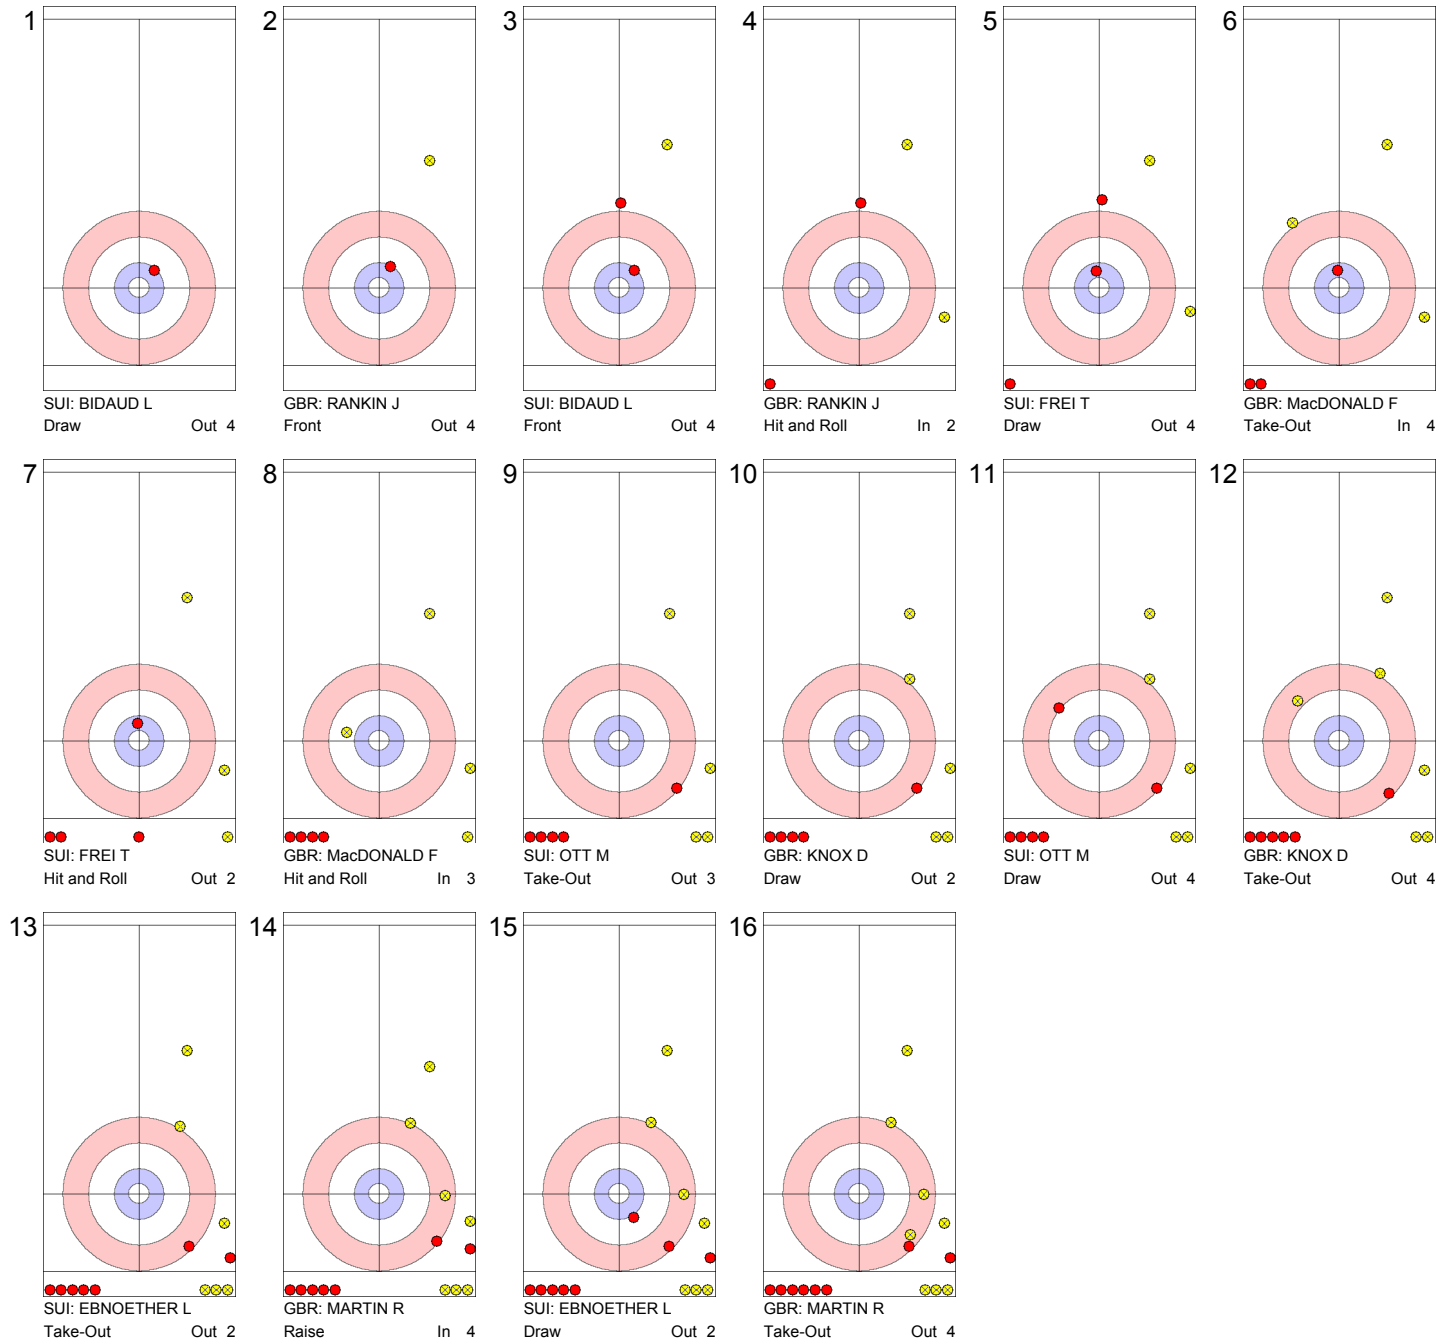 1 2 3 4 5 6
SUI: BIDAUD L GBR: RANKIN J SUI: BIDAUD L GBR: RANKIN J SUI: FREI T GBR: MacDONALD F
Draw Out 4 Front Out 4 Front Out 4 Hit and Roll In 2 Draw Out 4 Take-Out In 4
7 8 9 10 11 12
SUI: FREI T GBR: MacDONALD F SUI: OTT M GBR: KNOX D SUI: OTT M GBR: KNOX D
Hit and Roll Out 2 Hit and Roll In 3 Take-Out Out 3 Draw Out 2 Draw Out 4 Take-Out Out 4
13 14 15 16
SUI: EBNOETHER L GBR: MARTIN R SUI: EBNOETHER L GBR: MARTIN R
Take-Out Out 2 Raise In 4 Draw Out 2 Take-Out Out 4